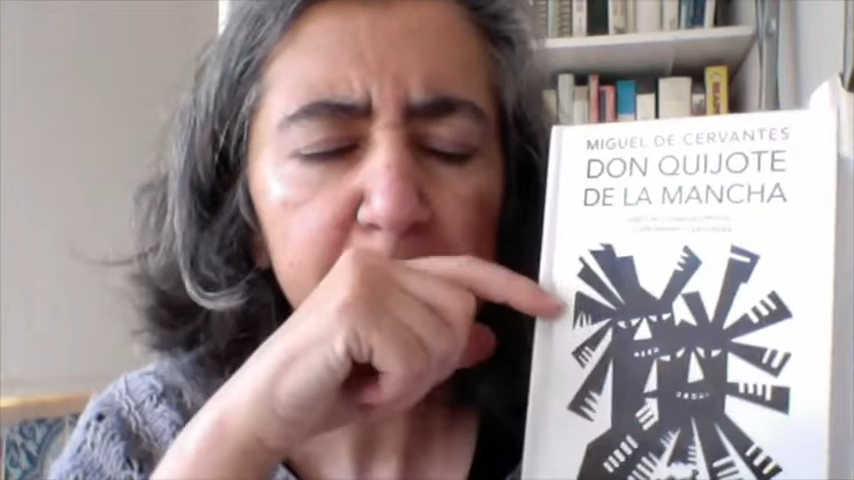 MIGUEL DE CERVANTES
DON QUIJOTE
DE LA MANCHA